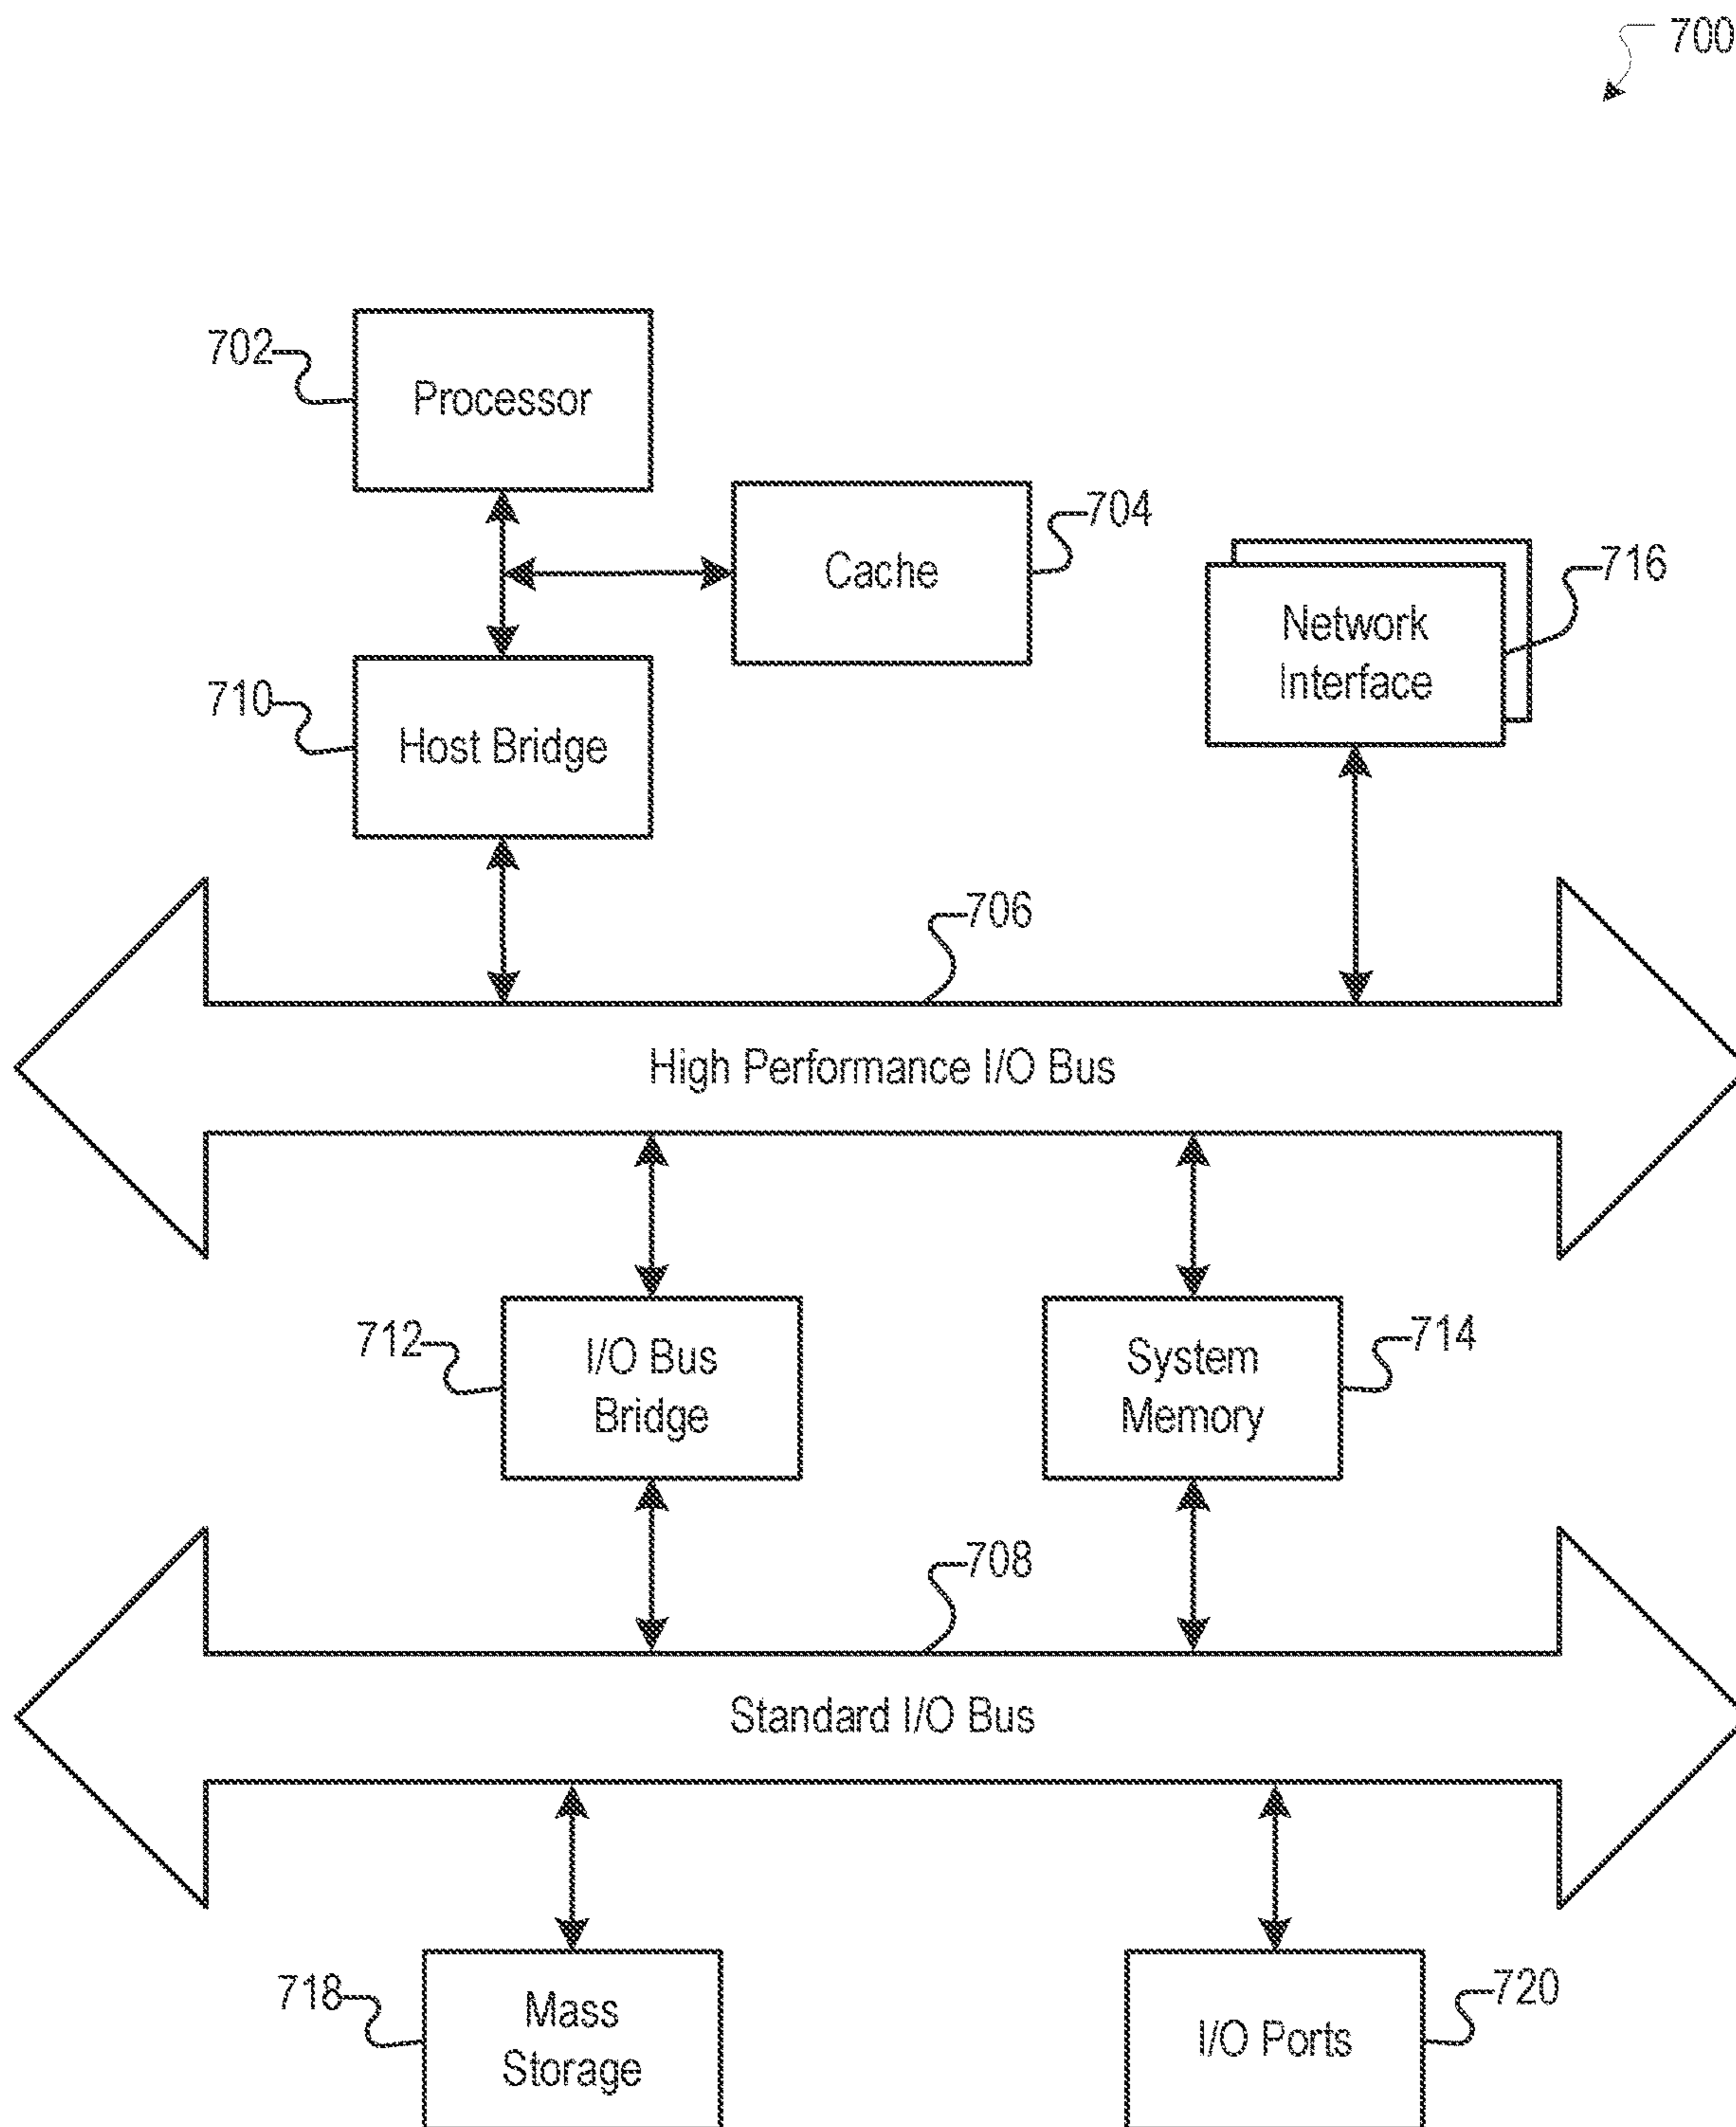 700
702
Processor
704
Cache
716
Network
Interface
710
Host Bridge
706
High Performance I/O Bus
712
I/O Bus
Bridge
714
System
Memory
708
Standard I/O Bus
718
Mass
Storage
720
I/O Ports